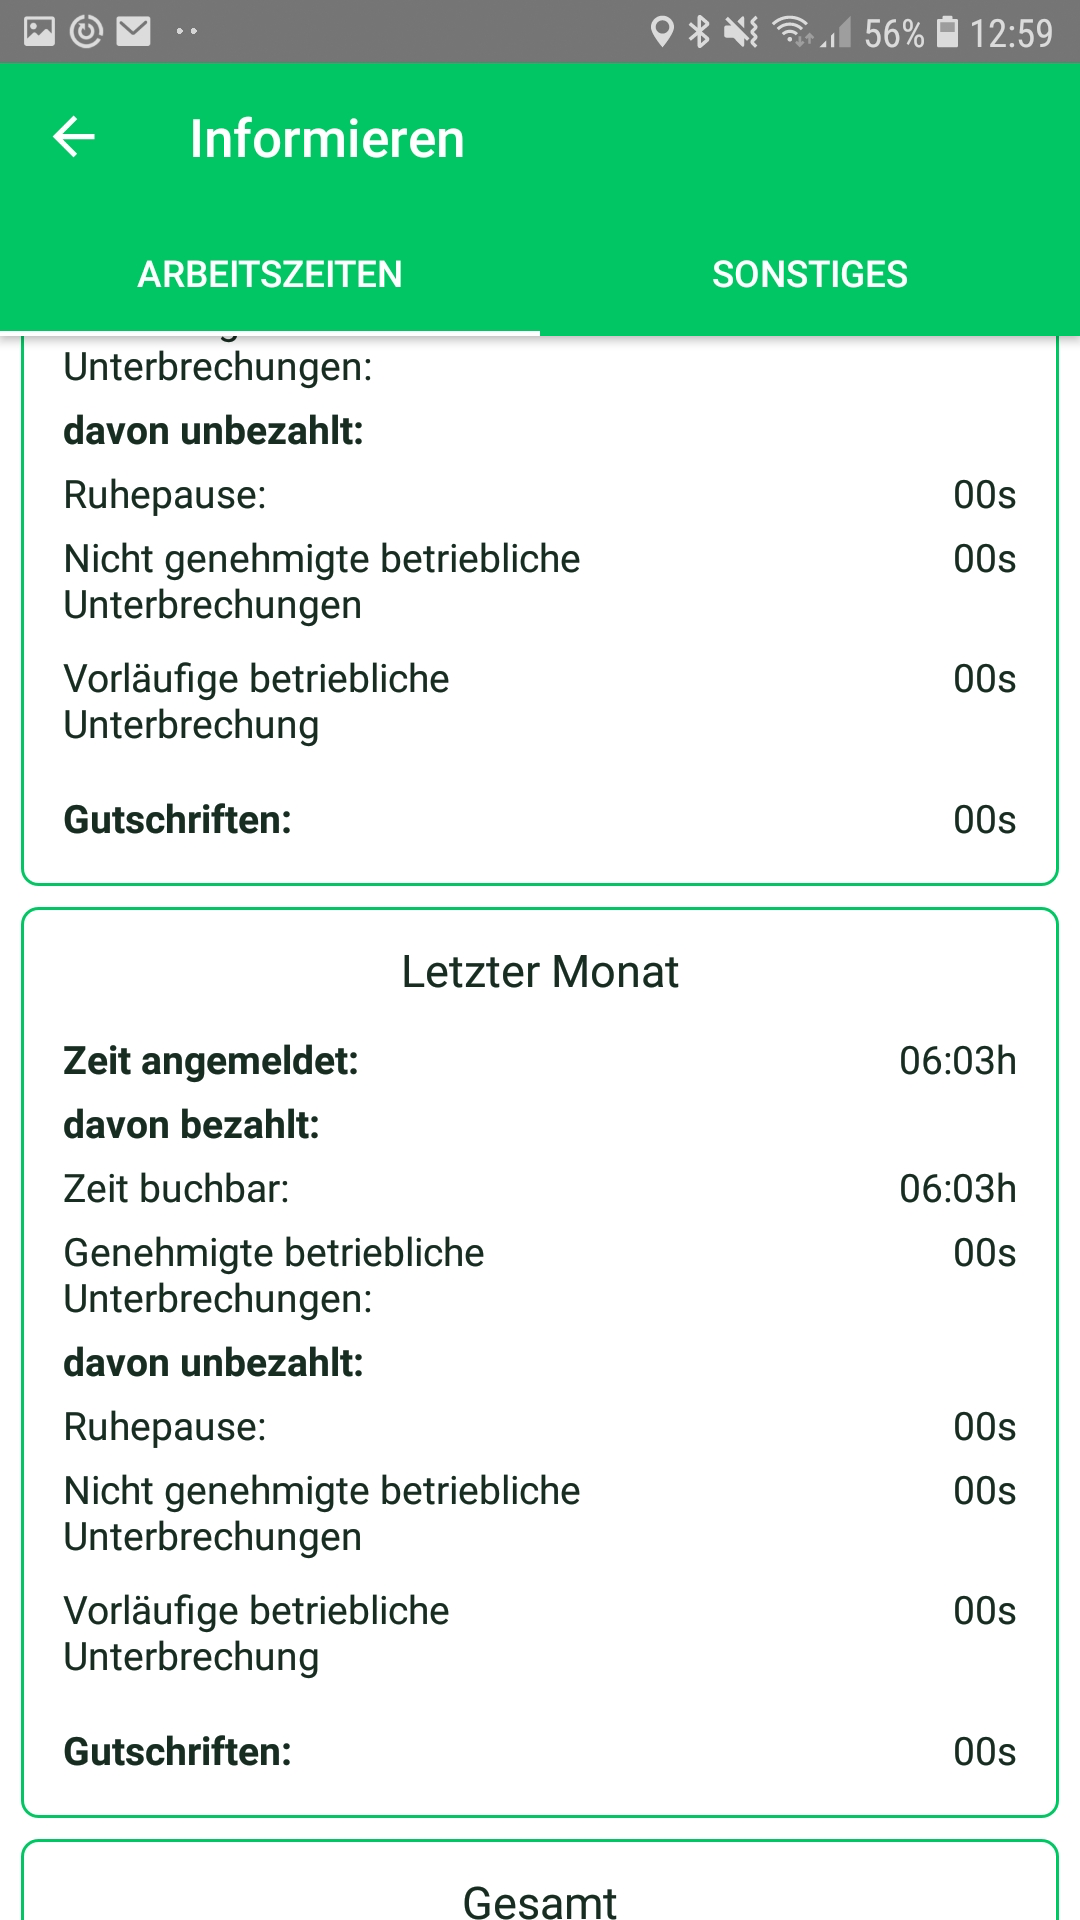 56% 12:59
Informieren
ARBEITSZEITEN SONSTIGES
Unterbrechungen:
davon unbezahlt:
Ruhepause: 00s
Nicht genehmigte betriebliche 00s
Unterbrechungen
Vorläufige betriebliche 00s
Unterbrechung
Gutschriften: 00s
Letzter Monat
Zeit angemeldet: 06:03h
davon bezahlt:
Zeit buchbar: 06:03h
Genehmigte betriebliche 00s
Unterbrechungen:
davon unbezahlt:
Ruhepause: 00s
Nicht genehmigte betriebliche 00s
Unterbrechungen
Vorläufige betriebliche 00s
Unterbrechung
Gutschriften: 00s
Gesamt